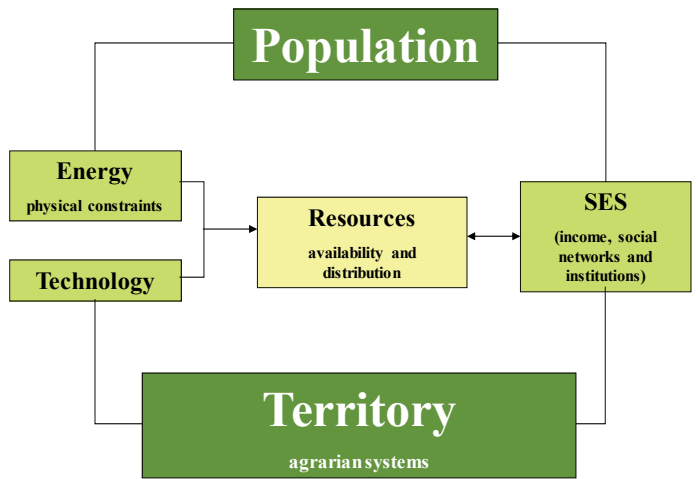 Population
Energy
physical constraints
Technology
Resources
availability and
distribution
SES
(income, social
networks and
institutions)
Territory
agrarian systems